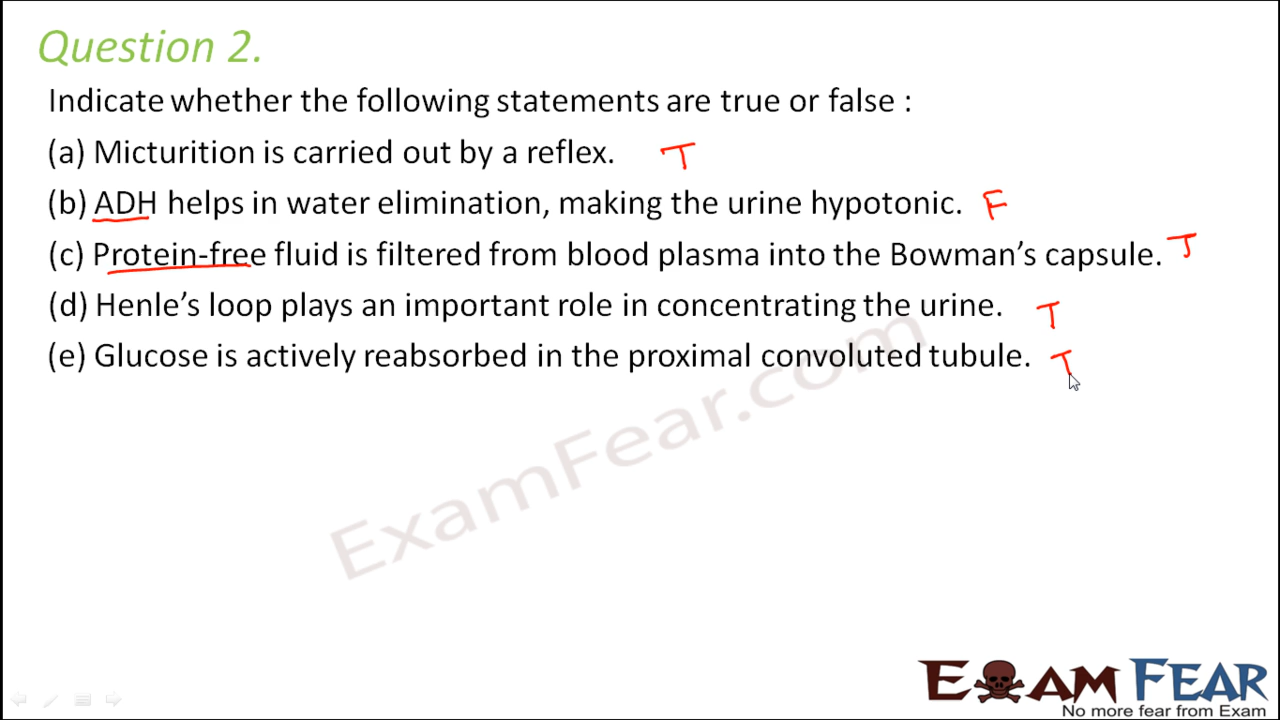 Question 2.
Indicate whether the following statements are true or false :
(a) Micturition is carried out by a reflex. T
(b) ADH helps in water elimination, making the urine hypotonic. F
(c) Protein-free fluid is filtered from blood plasma into the Bowman's capsule. T
(d) Henle's loop plays an important role in concentrating the urine. T
(e) Glucose is actively reabsorbed in the proximal convoluted tubule. T
ExamFear.com
EXAM FEAR
No more fear from Exam